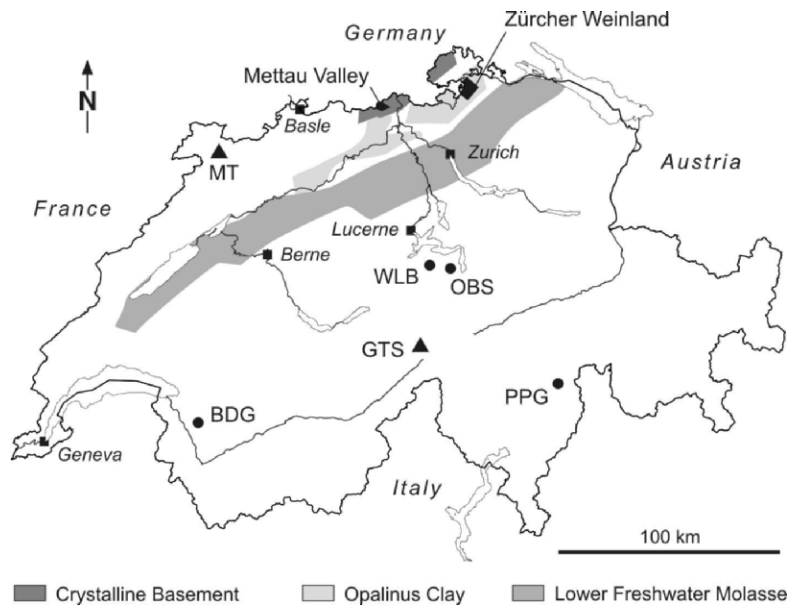 Germany
Zürcher Weinland
Mettau Valley
N
Basle
MT
Zurich
Austria
France
Lucerne
Berne
WLB
OBS
GTS
PPG
BDG
Geneva
Italy
100 km
Crystalline Basement
Opalinus Clay
Lower Freshwater Molasse